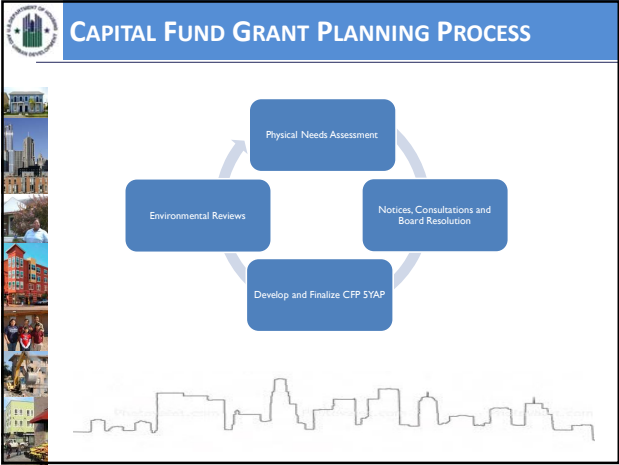 CAPITAL FUND GRANT PLANNING PROCESS
Physical Needs Assessment
Notices, Consultations and
Board Resolution
Develop and Finalize CFP 5YAP
Environmental Reviews